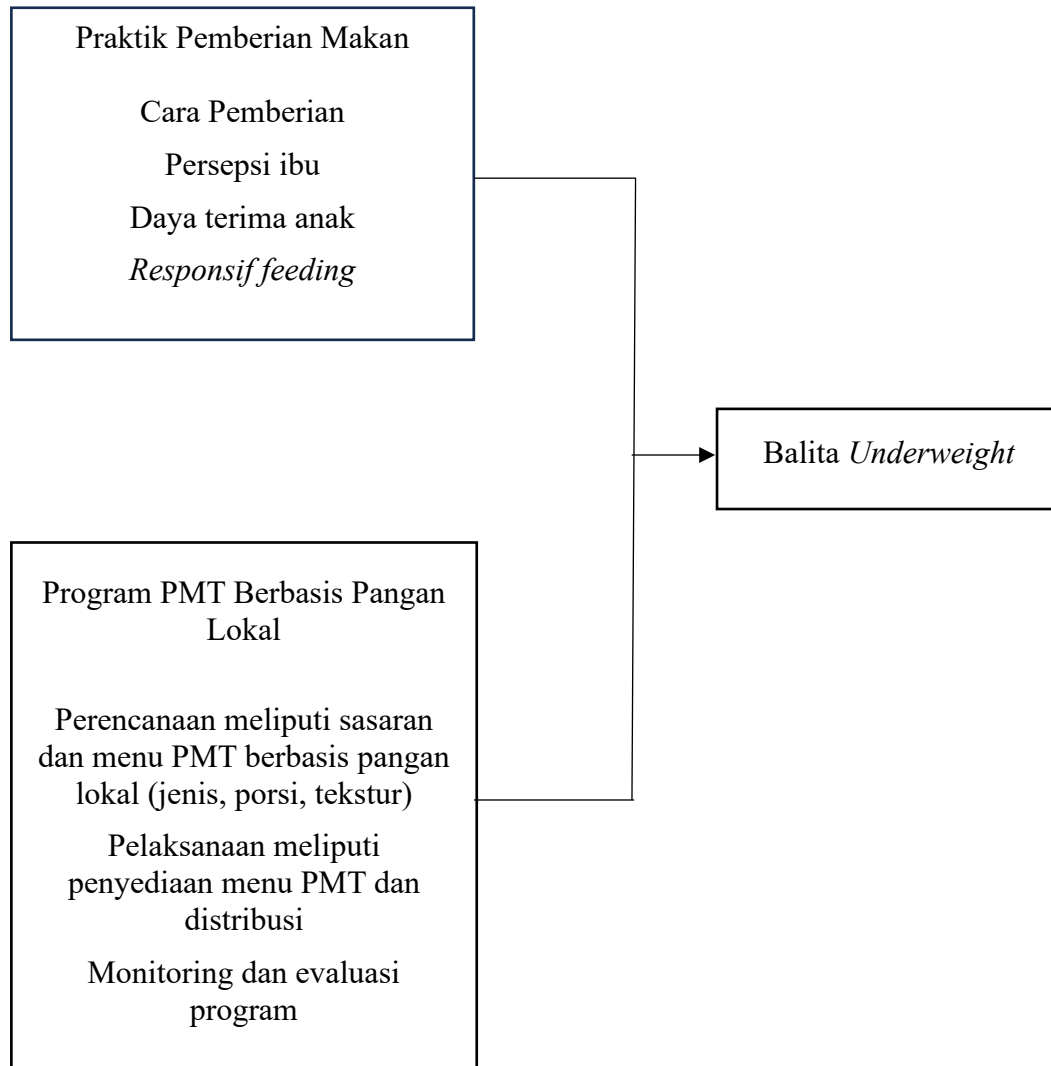 Praktik Pemberian Makan
Cara Pemberian
Persepsi ibu
Daya terima anak
Responsif feeding
Balita Underweight
Program PMT Berbasis Pangan
Lokal
Perencanaan meliputi sasaran
dan menu PMT berbasis pangan
lokal (jenis, porsi, tekstur)
Pelaksanaan meliputi
penyediaan menu PMT dan
distribusi
Monitoring dan evaluasi
program